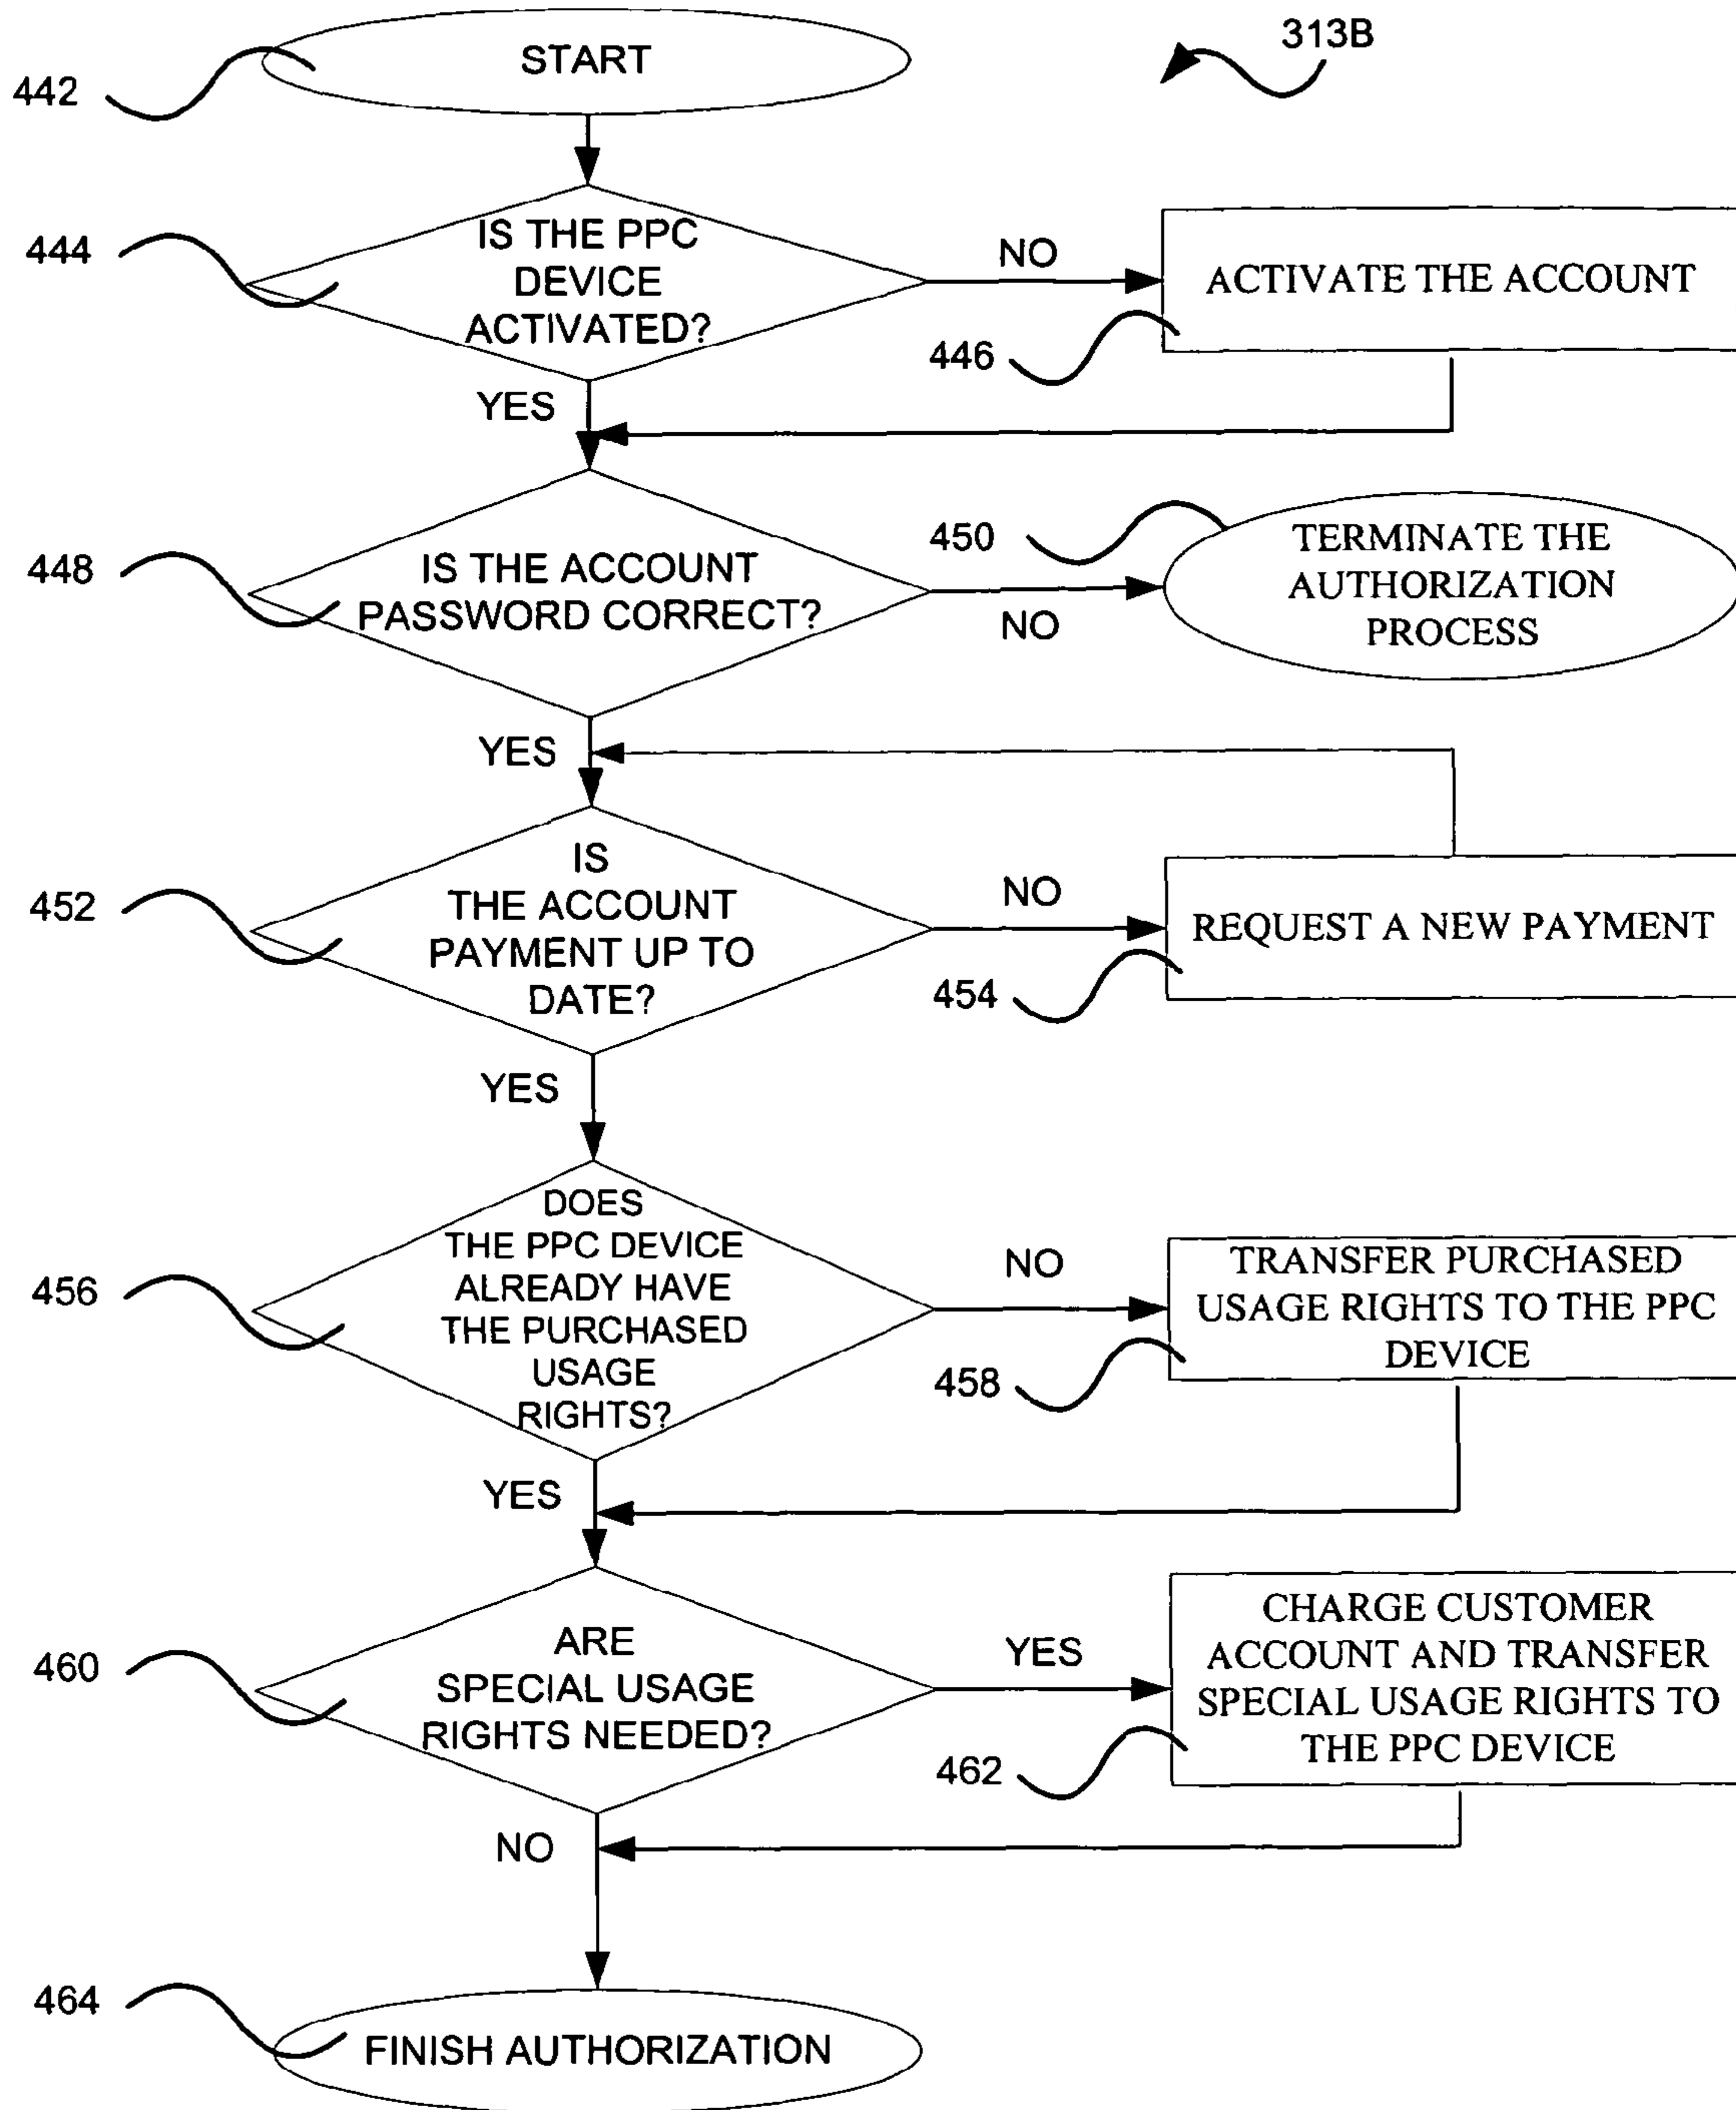 START
313B
442
IS THE PPC
DEVICE
ACTIVATED?
444
NO
ACTIVATE THE ACCOUNT
446
YES
IS THE ACCOUNT
PASSWORD CORRECT?
448
NO
450
TERMINATE THE
AUTHORIZATION
PROCESS
YES
IS
THE ACCOUNT
PAYMENT UP TO
DATE?
452
NO
REQUEST A NEW PAYMENT
454
YES
DOES
THE PPC DEVICE
ALREADY HAVE
THE PURCHASED
USAGE
RIGHTS?
456
NO
TRANSFER PURCHASED
USAGE RIGHTS TO THE PPC
DEVICE
458
YES
ARE
SPECIAL USAGE
RIGHTS NEEDED?
460
YES
CHARGE CUSTOMER
ACCOUNT AND TRANSFER
SPECIAL USAGE RIGHTS TO
THE PPC DEVICE
462
NO
464
FINISH AUTHORIZATION